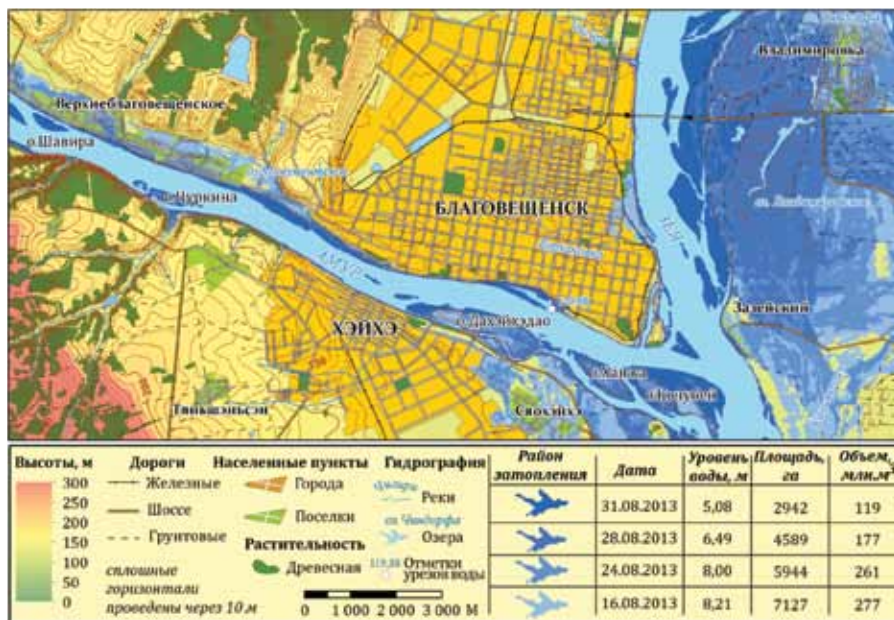 Владимировка
Верхнеблаговещенское
о.Шавира
о.Чуркина
БЛАГОВЕЩЕНСК
ЗЕЯ
АМУР
Зазейский
о.Дахэйхэдао
ХЭЙХЭ
Высоты, м
300
250
200
150
100
50
0
Дороги
Железные
Шоссе
Грунтовые
сплошные
горизонтали
проведены через 10 м
Населенные пункты
Города
Поселки
Растительность
Древесная
0 1 000 2 000 3 000 М
Гидрография
Реки
Озера
Отметки
урезов воды
Район затопления Дата Уровень воды, м Площадь, га Объем, млн.м³
31.08.2013 5,08 2942 119
28.08.2013 6,49 4589 177
24.08.2013 8,00 5944 261
16.08.2013 8,21 7127 277